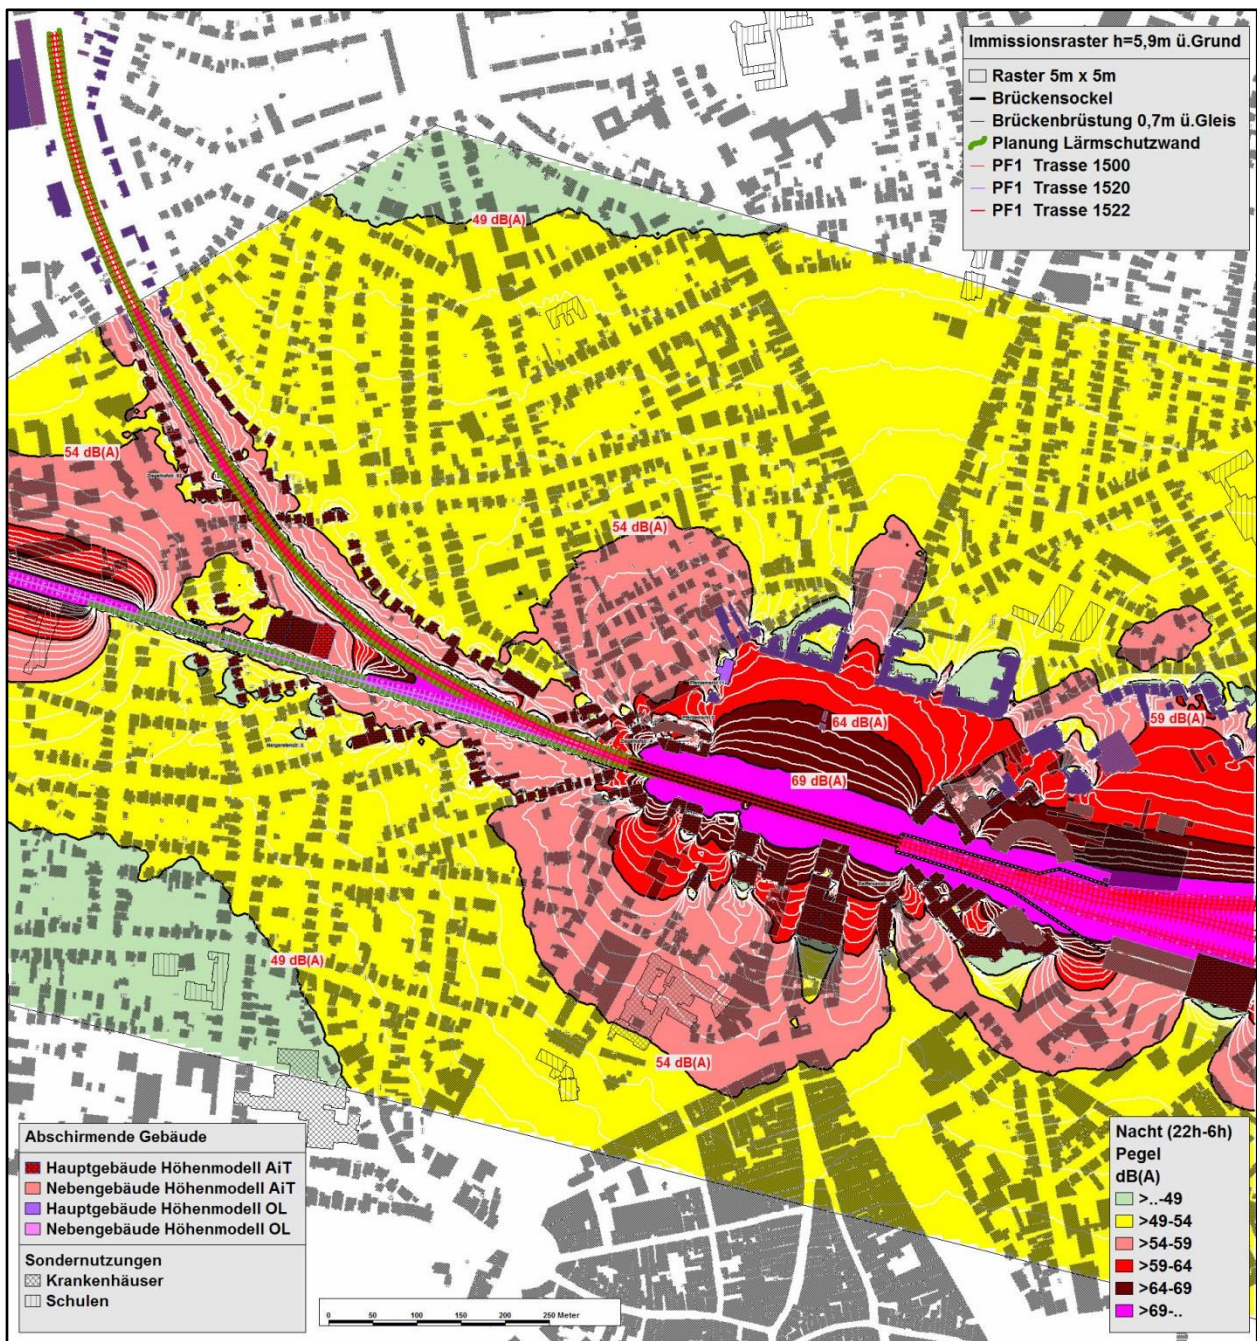 Immissionsraster h=5,9m ü.Grund
Raster 5m x 5m
Brückensockel
Brückenbrüstung 0,7m ü.Gleis
Planung Lärmschutzwand
PF1 Trasse 1500
PF1 Trasse 1520
PF1 Trasse 1522
49 dB(A)
54 dB(A)
54 dB(A)
59 dB(A)
64 dB(A)
69 dB(A)
49 dB(A)
54 dB(A)
Abschirmende Gebäude
Hauptgebäude Höhenmodell AiT
Nebengebäude Höhenmodell AiT
Hauptgebäude Höhenmodell OL
Nebengebäude Höhenmodell OL
Sondernutzungen
Krankenhäuser
Schulen
0 50 100 150 200 250 Meter
Nacht (22h-6h)
Pegel
dB(A)
>..-49
>49-54
>54-59
>59-64
>64-69
>69-..